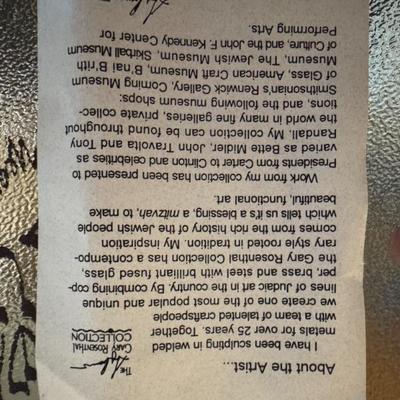 About the Artist...
THE
GARY ROSENTHAL
COLLECTION
I have been sculpting in welded
metals for over 25 years. Together
with a team of talented craftspeople
we create one of the most popular and unique
lines of Judaic art in the country. By combining cop-
per, brass and steel with brilliant fused glass,
the Gary Rosenthal Collection has a contempo-
rary style rooted in tradition. My inspiration
comes from the rich history of the Jewish people
which tells us it's a blessing, a mitzvah, to make
beautiful, functional art.
Work from my collection has been presented to
Presidents from Carter to Clinton and celebrities as
varied as Bette Midler, John Travolta and Tony
Randall. My collection can be found throughout
the world in many fine galleries, private collec-
tions, and the following museum shops:
Smithsonian's Renwick Gallery, Corning Museum
of Glass, American Craft Museum, B'nai B'rith
Museum, The Jewish Museum, Skirball Museum
of Culture, and the John F. Kennedy Center for
Performing Arts.